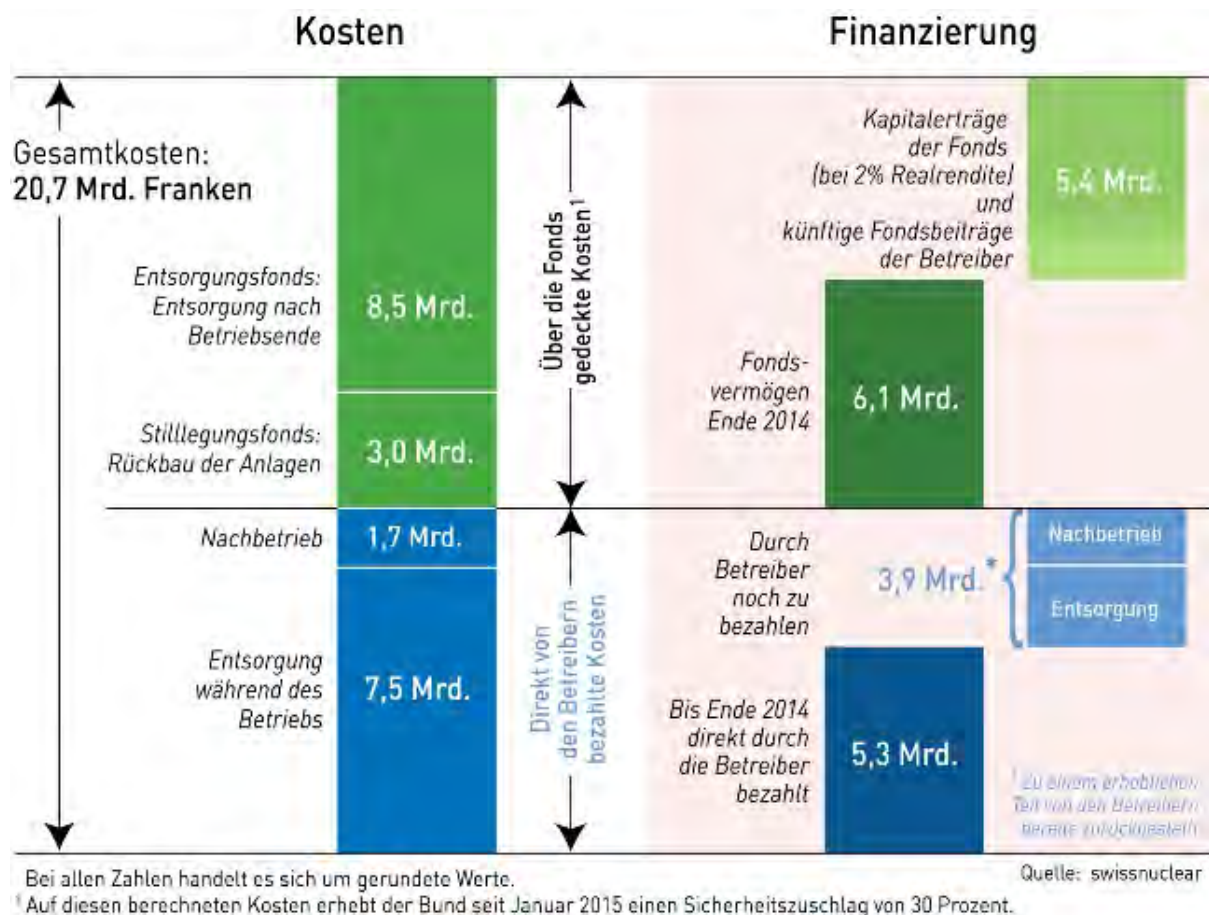 Kosten
Finanzierung
Gesamtkosten:
20,7 Mrd. Franken
Entsorgungsfonds:
Entsorgung nach
Betriebsende
8,5 Mrd.
Stilllegungsfonds:
Rückbau der Anlagen
3,0 Mrd.
Nachbetrieb
1,7 Mrd.
Entsorgung
während des
Betriebs
7,5 Mrd.
Über die Fonds
gedeckte Kosten¹
Direkt von
den Betreibern
bezahlte Kosten
Kapitalerträge
der Fonds
(bei 2% Realrendite)
und
künftige Fondsbeiträge
der Betreiber
5,4 Mrd.
Fonds-
vermögen
Ende 2014
6,1 Mrd.
Durch
Betreiber
noch zu
bezahlen
3,9 Mrd.*
Nachbetrieb
Entsorgung
Bis Ende 2014
direkt durch
die Betreiber
bezahlt
5,3 Mrd.
zu einem erheblichen
Teil von den Betreibern
bereits zurückgestellt
Bei allen Zahlen handelt es sich um gerundete Werte.
Quelle: swissnuclear
¹ Auf diesen berechneten Kosten erhebt der Bund seit Januar 2015 einen Sicherheitszuschlag von 30 Prozent.